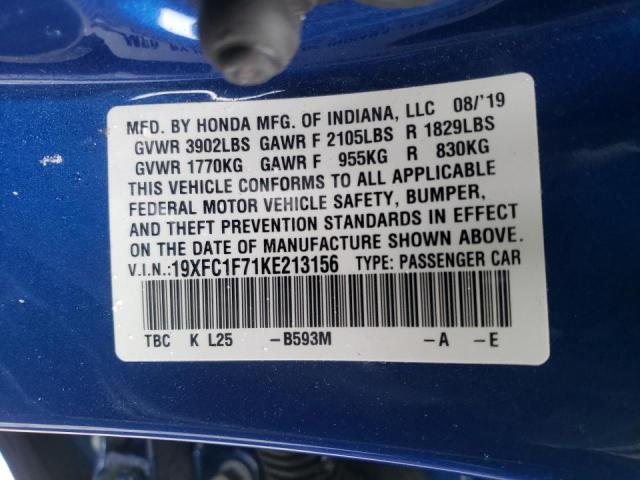 MFD. BY HONDA MFG. OF INDIANA, LLC 08/'19
GVWR 3902LBS GAWR F 2105LBS R 1829LBS
GVWR 1770KG GAWR F 955KG R 830KG
THIS VEHICLE CONFORMS TO ALL APPLICABLE
FEDERAL MOTOR VEHICLE SAFETY, BUMPER,
AND THEFT PREVENTION STANDARDS IN EFFECT
ON THE DATE OF MANUFACTURE SHOWN ABOVE.
V.I.N.:19XFC1F71KE213156 TYPE: PASSENGER CAR
TBC K L25 -B593M -A -E